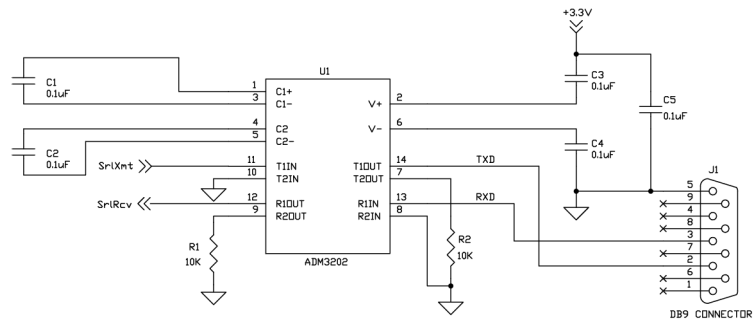 +3.3V
U1
C1
0.1uF
1
3
C1+
C1-
V+
2
C3
0.1uF
C5
0.1uF
4
5
C2
C2-
V-
6
C2
0.1uF
C4
0.1uF
SrlXmt
11
10
T1IN
T2IN
T1OUT
T2OUT
14
7
TXD
J1
SrlRcv
12
9
R1OUT
R2OUT
R1IN
R2IN
13
8
RXD
5
9
4
8
3
7
2
6
1
R1
10K
R2
10K
ADM3202
DB9 CONNECTOR